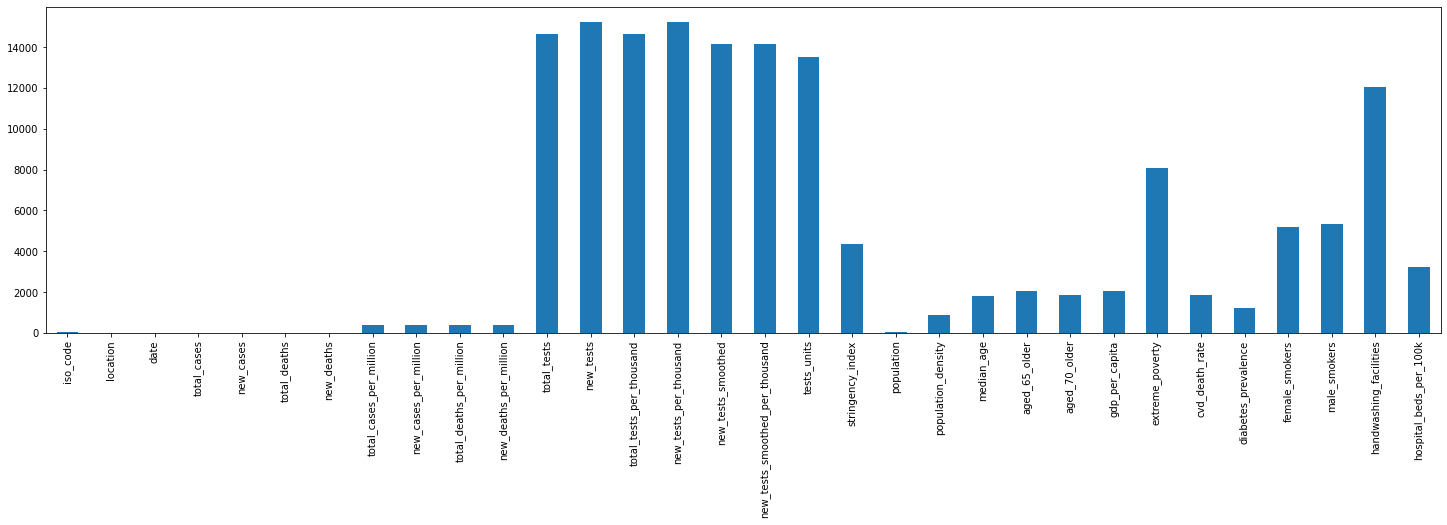 14000
12000
10000
8000
6000
4000
2000
0
iso_code
location
date
total_cases
new_cases
total_deaths
new_deaths
total_cases_per_million
new_cases_per_million
total_deaths_per_million
new_deaths_per_million
total_tests
new_tests
total_tests_per_thousand
new_tests_per_thousand
new_tests_smoothed
new_tests_smoothed_per_thousand
tests_units
stringency_index
population
population_density
median_age
aged_65_older
aged_70_older
gdp_per_capita
extreme_poverty
cvd_death_rate
diabetes_prevalence
female_smokers
male_smokers
handwashing_facilities
hospital_beds_per_100k